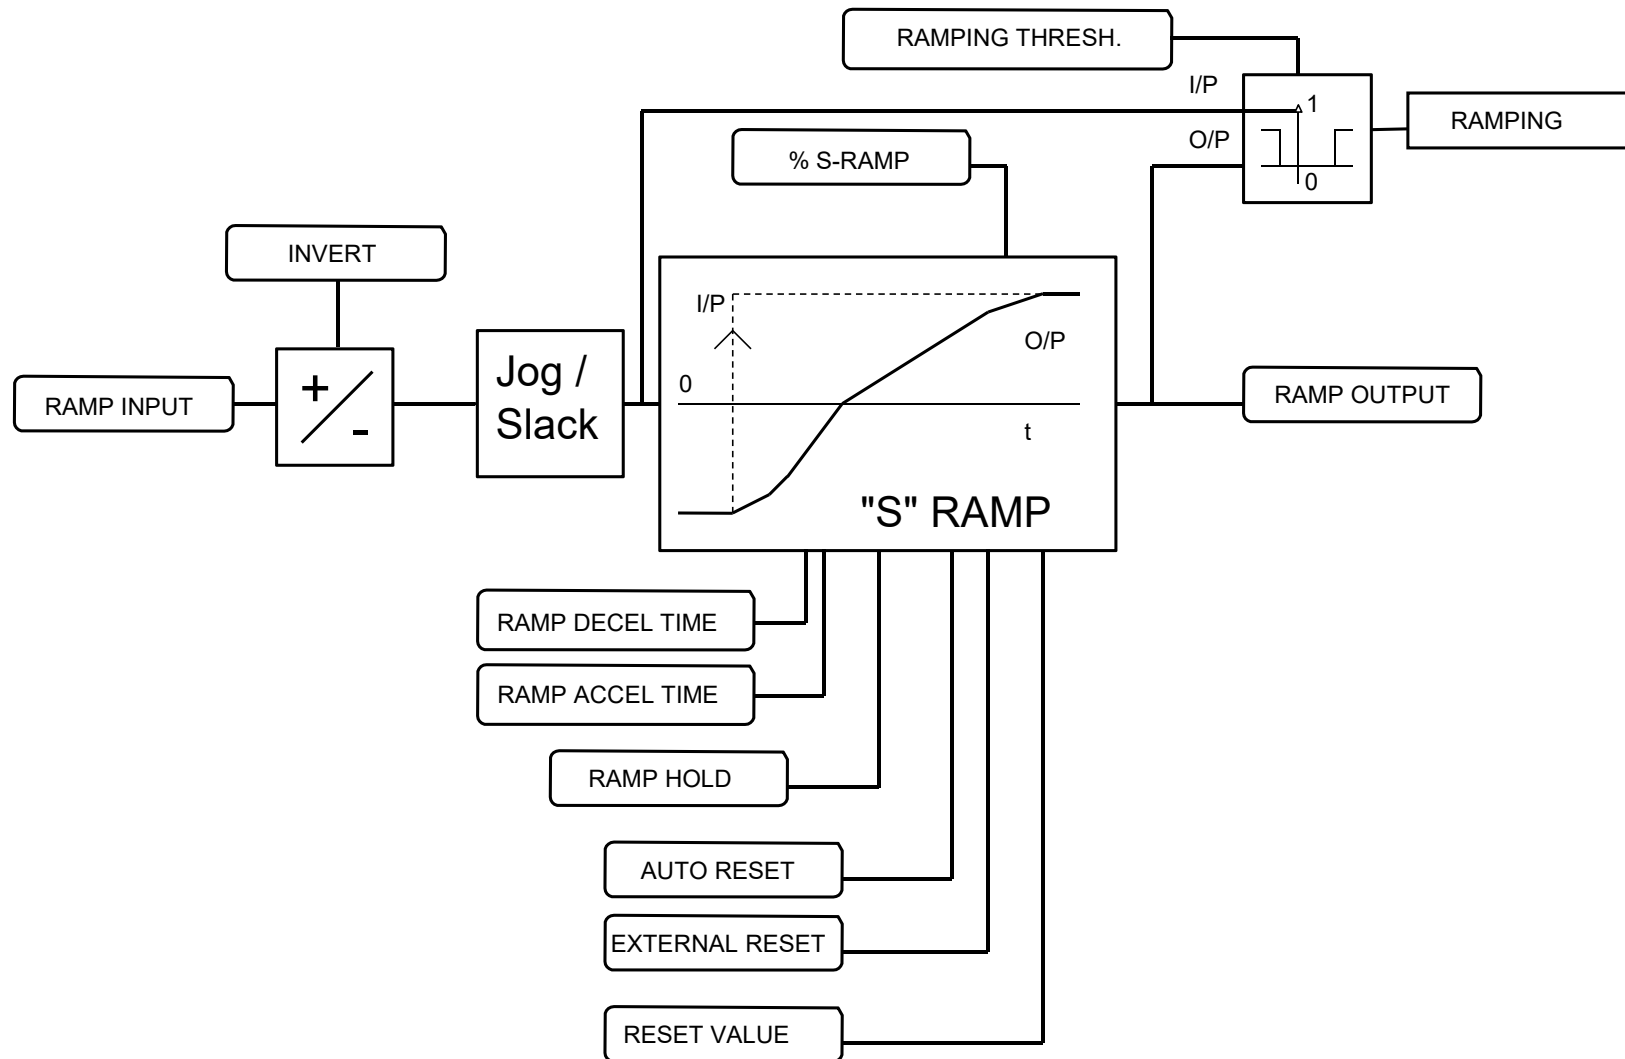 RAMPING THRESH.
I/P
1
RAMPING
O/P
0
% S-RAMP
INVERT
I/P
O/P
0
t
"S" RAMP
+
-
Jog /
Slack
RAMP INPUT
RAMP OUTPUT
RAMP DECEL TIME
RAMP ACCEL TIME
RAMP HOLD
AUTO RESET
EXTERNAL RESET
RESET VALUE